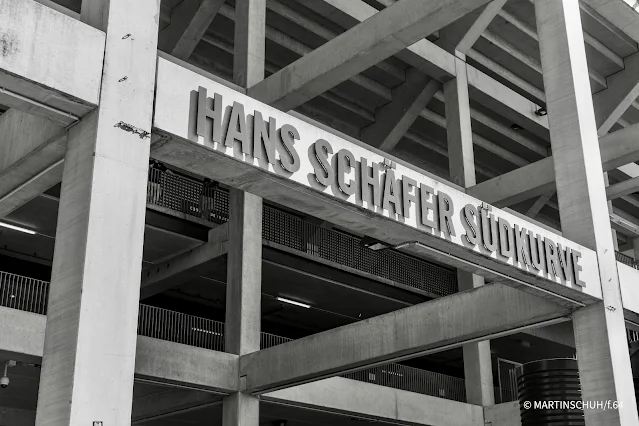 HANS SCHÄFER SÜDKURVE
© MARTINSCHUH/f.64